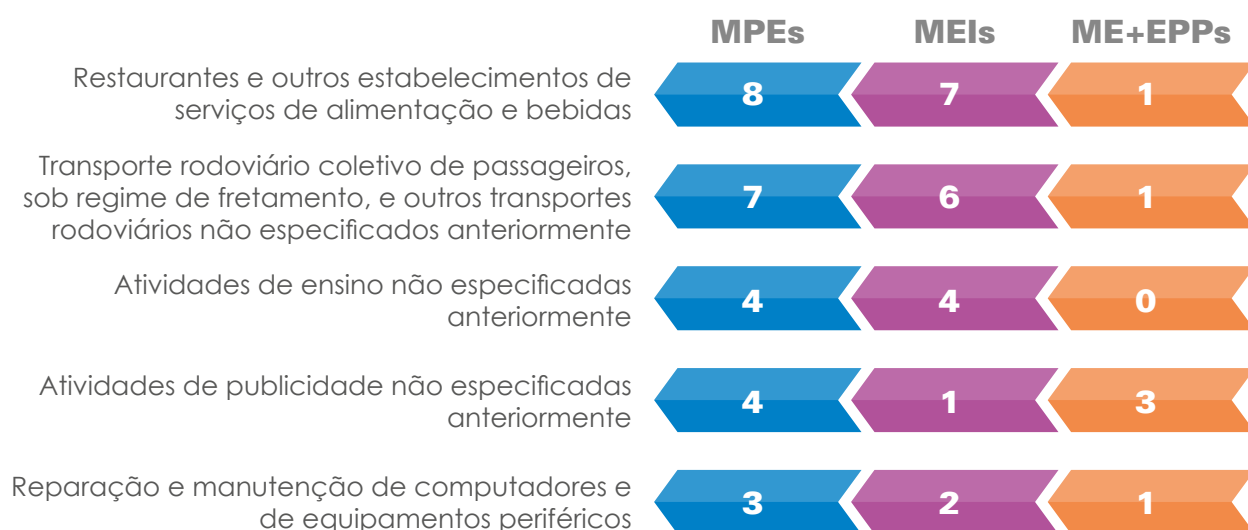 MPEs MEIs ME+EPPs
Restaurantes e outros estabelecimentos de
serviços de alimentação e bebidas
8 7 1
Transporte rodoviário coletivo de passageiros,
sob regime de fretamento, e outros transportes
rodoviários não especificados anteriormente
7 6 1
Atividades de ensino não especificadas
anteriormente
4 4 0
Atividades de publicidade não especificadas
anteriormente
4 1 3
Reparação e manutenção de computadores e
de equipamentos periféricos
3 2 1